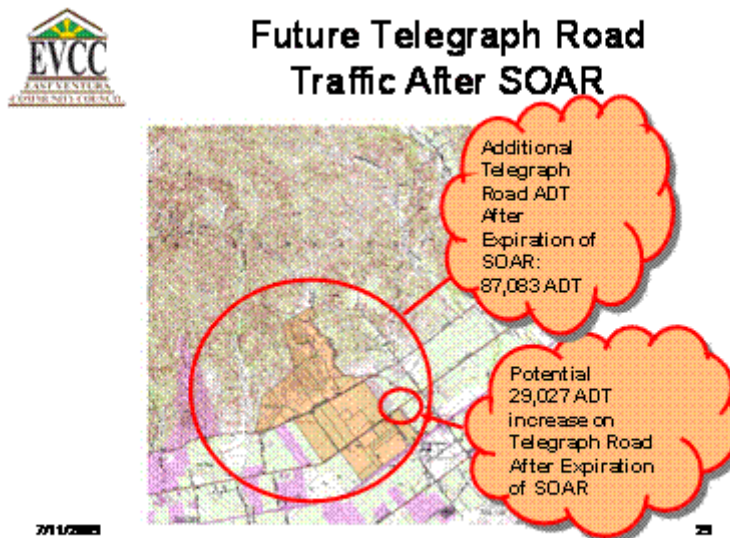 EVCC
EAST VENTURA
COMMUNITY COUNCIL
Future Telegraph Road
Traffic After SOAR
Additional
Telegraph
Road ADT
After
Expiration of
SOAR:
87,083 ADT
Potential
29,027 ADT
increase on
Telegraph Road
After Expiration
of SOAR